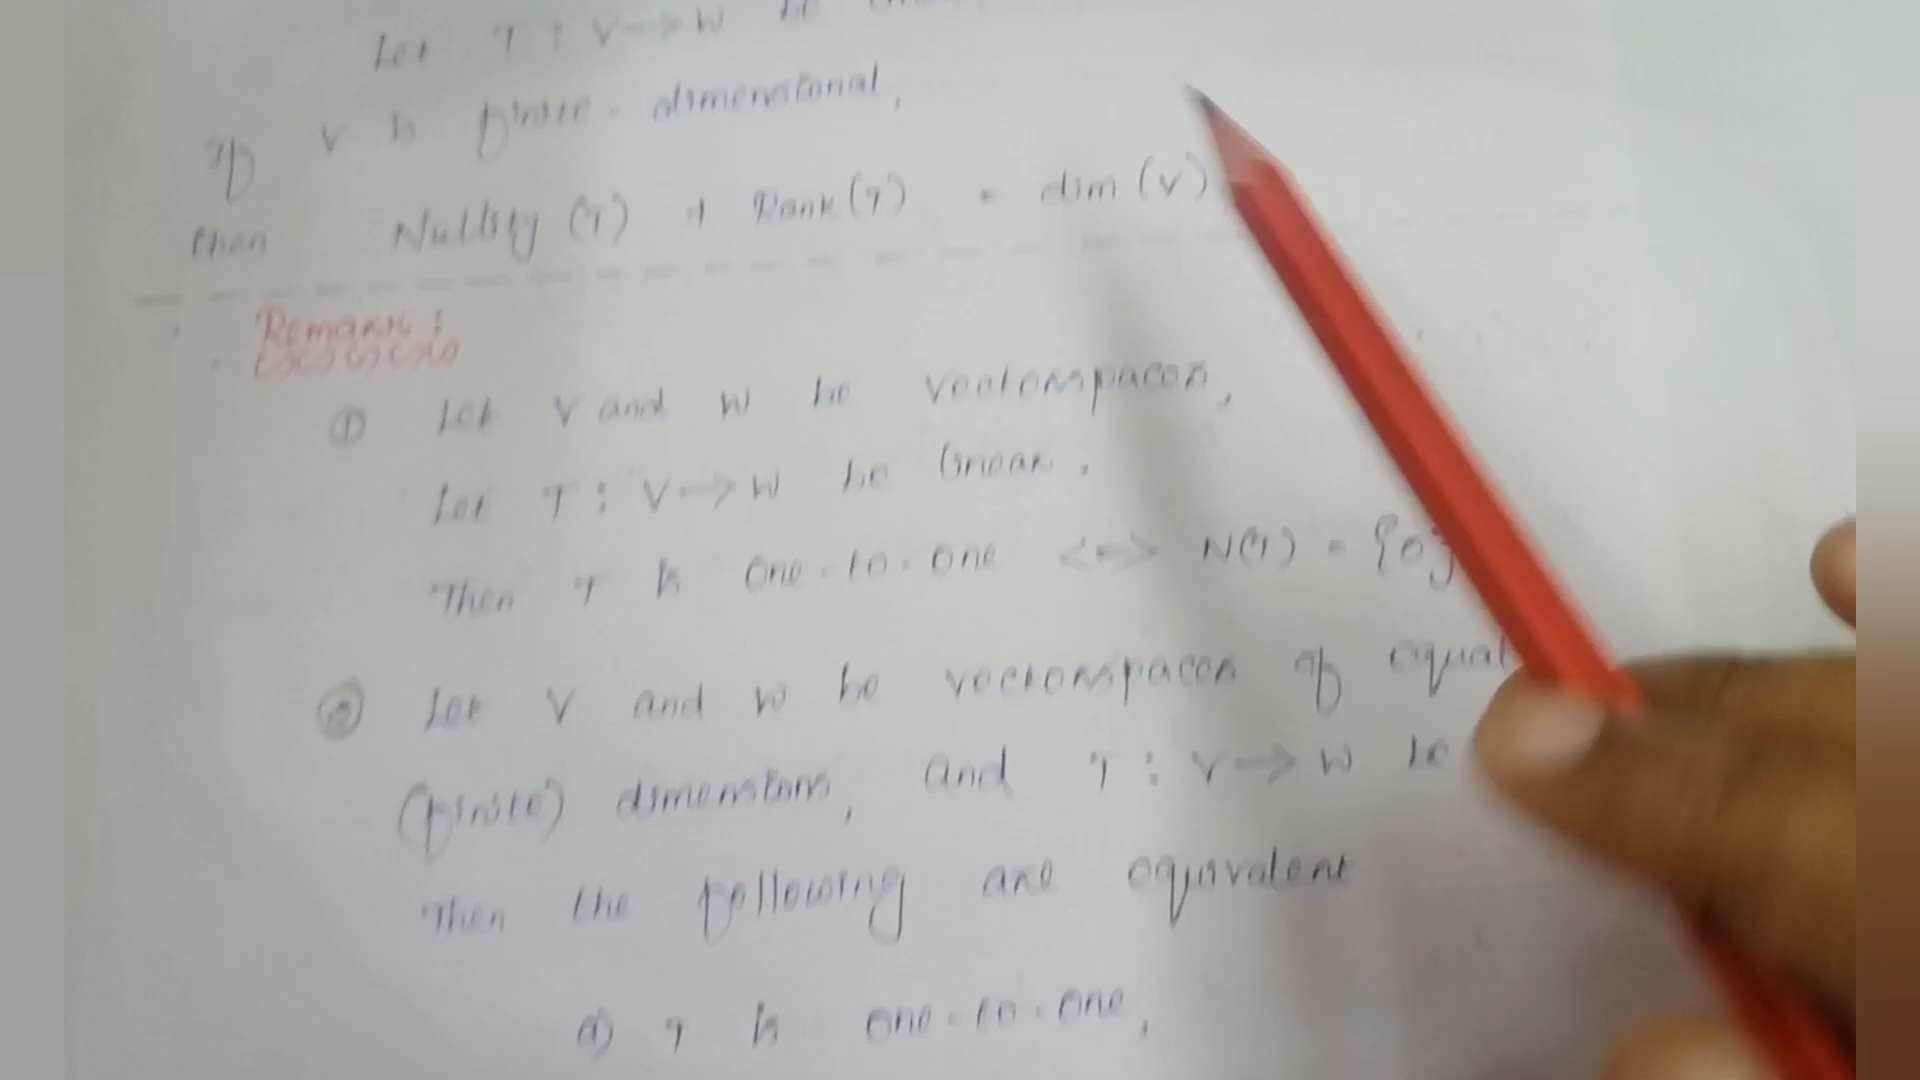 Let T : V → W be
If V is finite-dimensional,
then Nullity (T) + Rank (T) = dim (V)
Remark :
① Let V and W be vectorspaces,
Let T : V → W be linear.
Then T is one-to-one <=> N(T) = {0}
② Let V and W be vectorspaces of equal
(finite) dimensions, and T : V → W be
Then the following are equivalent
a) T is one-to-one,